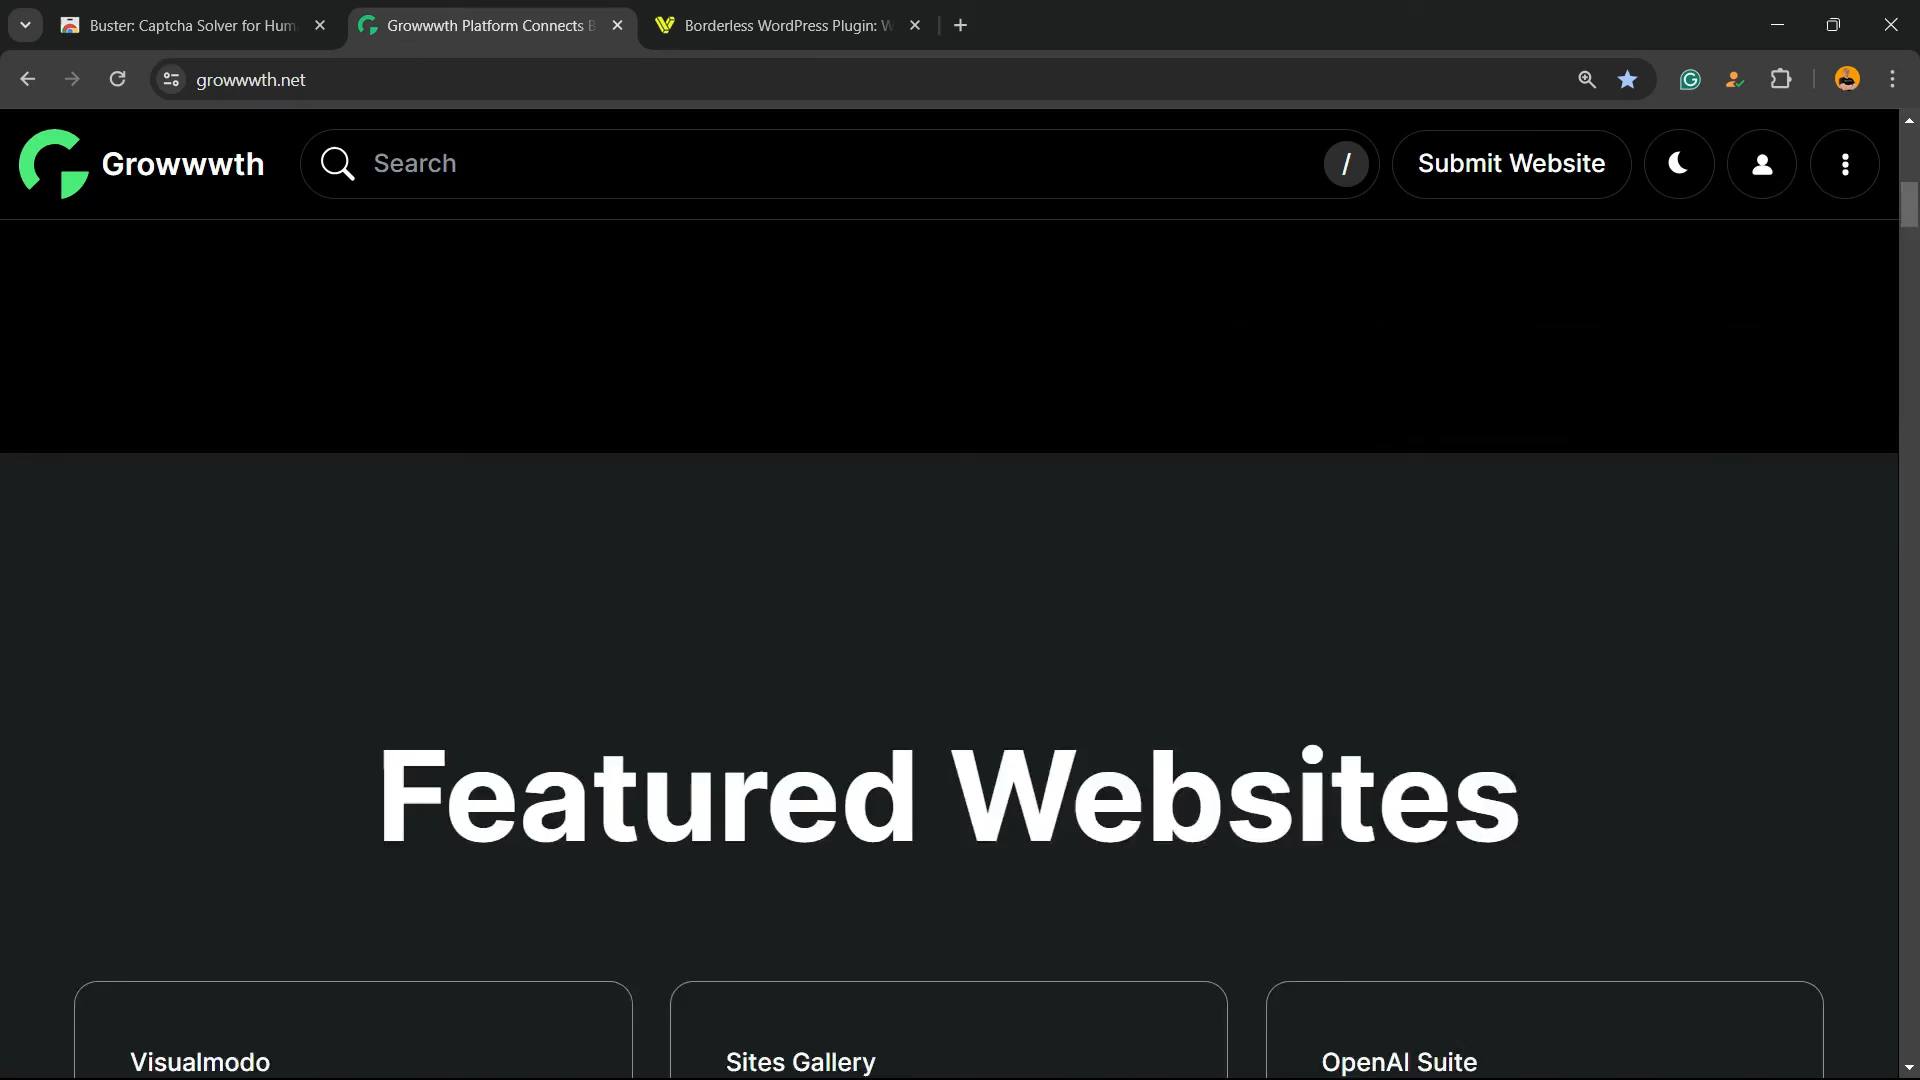 Buster: Captcha Solver for Hum
Growwwth Platform Connects B
Borderless WordPress Plugin: W
growwwth.net
Growwwth
Search
/
Submit Website
Featured Websites
Visualmodo
Sites Gallery
OpenAI Suite